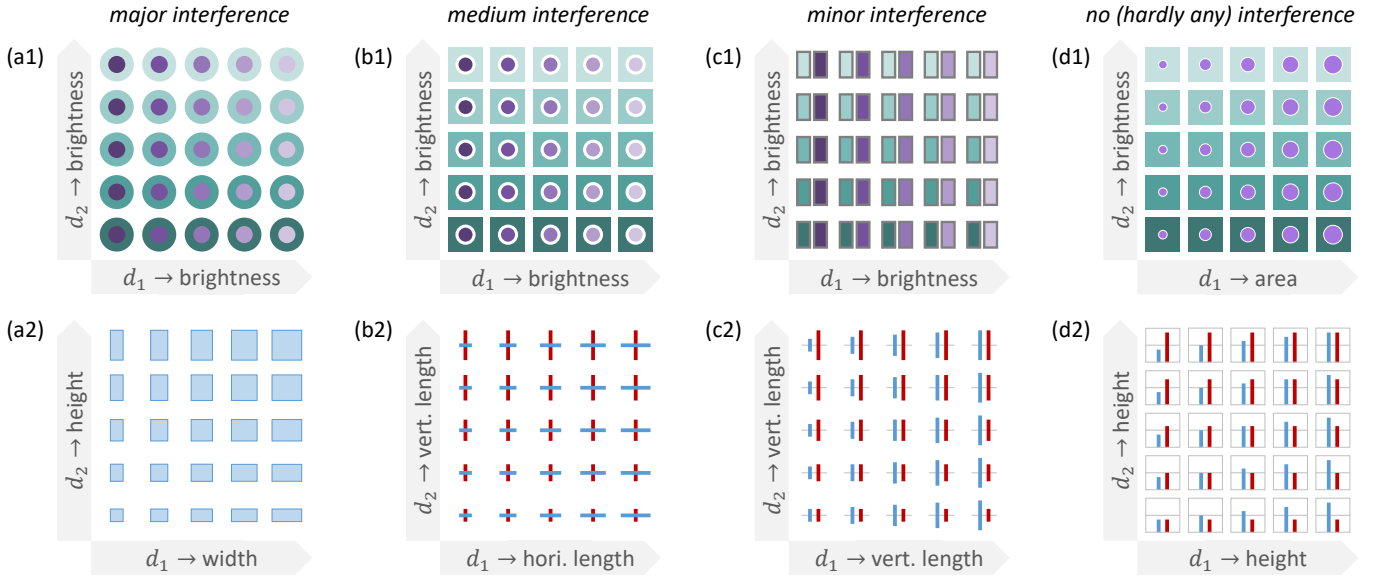 major interference
medium interference
minor interference
no (hardly any) interference
(a1)
d₂ → brightness
d₁ → brightness
(b1)
d₂ → brightness
d₁ → brightness
(c1)
d₂ → brightness
d₁ → brightness
(d1)
d₂ → brightness
d₁ → area
(a2)
d₂ → height
d₁ → width
(b2)
d₂ → vert. length
d₁ → hori. length
(c2)
d₂ → vert. length
d₁ → vert. length
(d2)
d₂ → height
d₁ → height